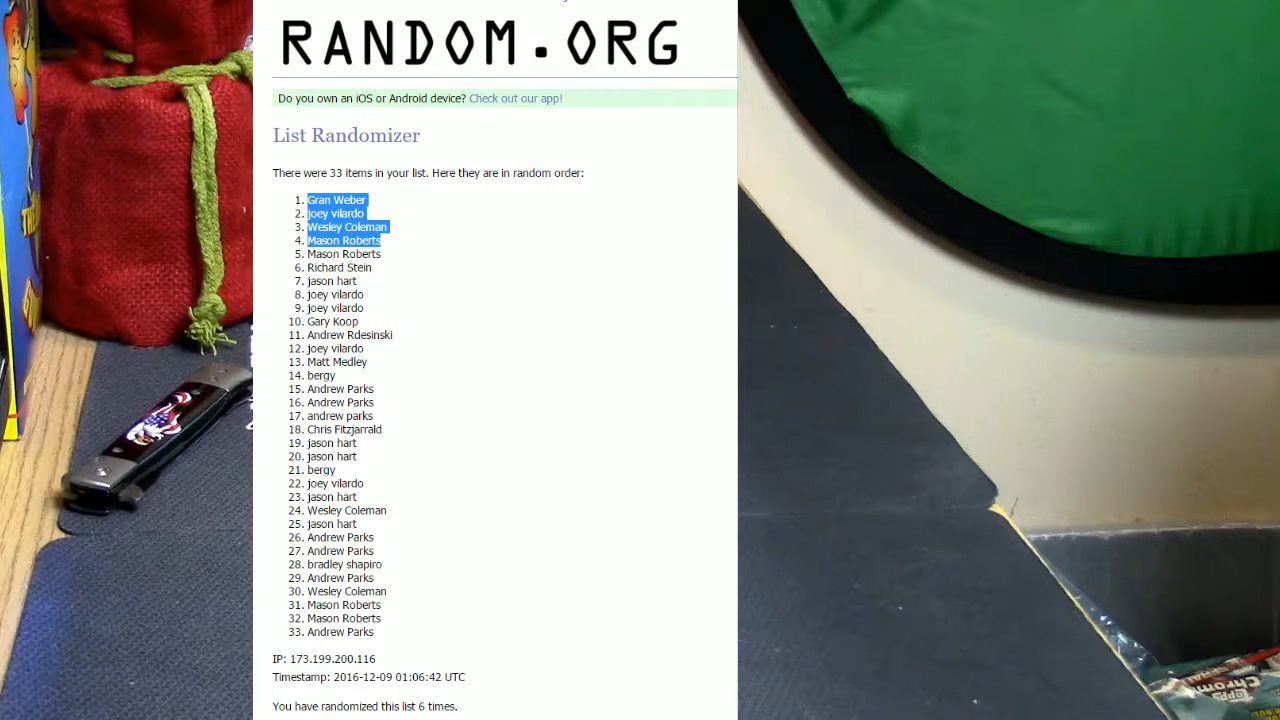 RANDOM.ORG
Do you own an iOS or Android device? Check out our app!
List Randomizer
There were 33 items in your list. Here they are in random order:
1. Gran Weber
2. joey vilardo
3. Wesley Coleman
4. Mason Roberts
5. Mason Roberts
6. Richard Stein
7. jason hart
8. joey vilardo
9. joey vilardo
10. Gary Koop
11. Andrew Rdesinski
12. joey vilardo
13. Matt Medley
14. bergy
15. Andrew Parks
16. Andrew Parks
17. andrew parks
18. Chris Fitzjarrald
19. jason hart
20. jason hart
21. bergy
22. joey vilardo
23. jason hart
24. Wesley Coleman
25. jason hart
26. Andrew Parks
27. Andrew Parks
28. bradley shapiro
29. Andrew Parks
30. Wesley Coleman
31. Mason Roberts
32. Mason Roberts
33. Andrew Parks
IP: 173.199.200.116
Timestamp: 2016-12-09 01:06:42 UTC
You have randomized this list 6 times.
topps
Chrom